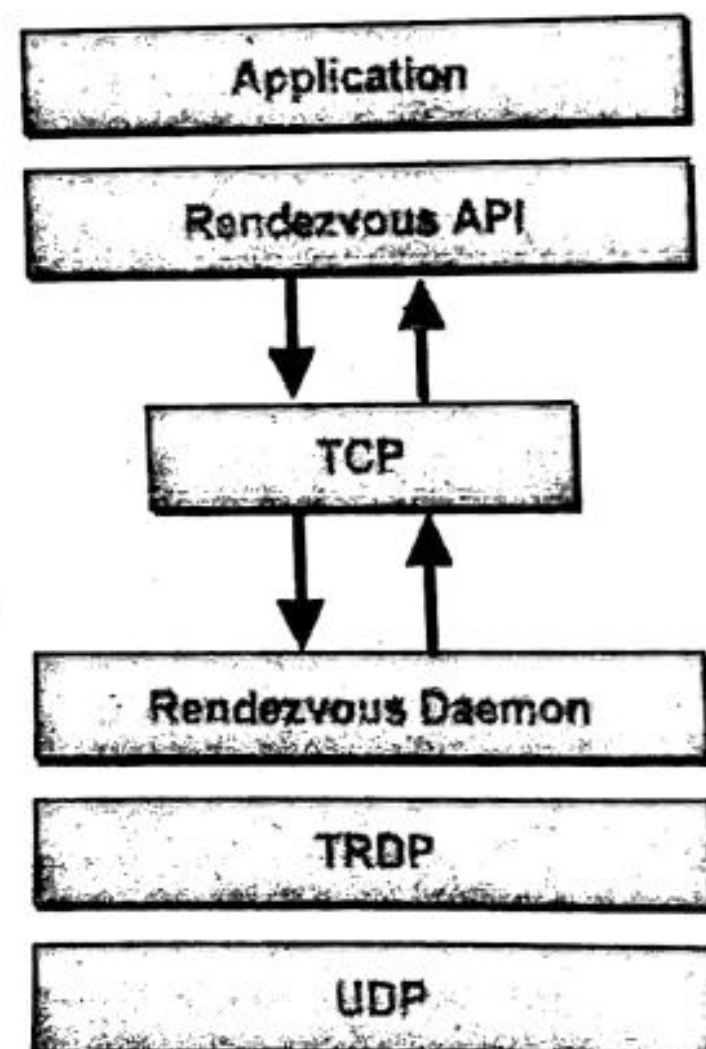 Application
Rendezvous API
TCP
Rendezvous Daemon
TRDP
UDP